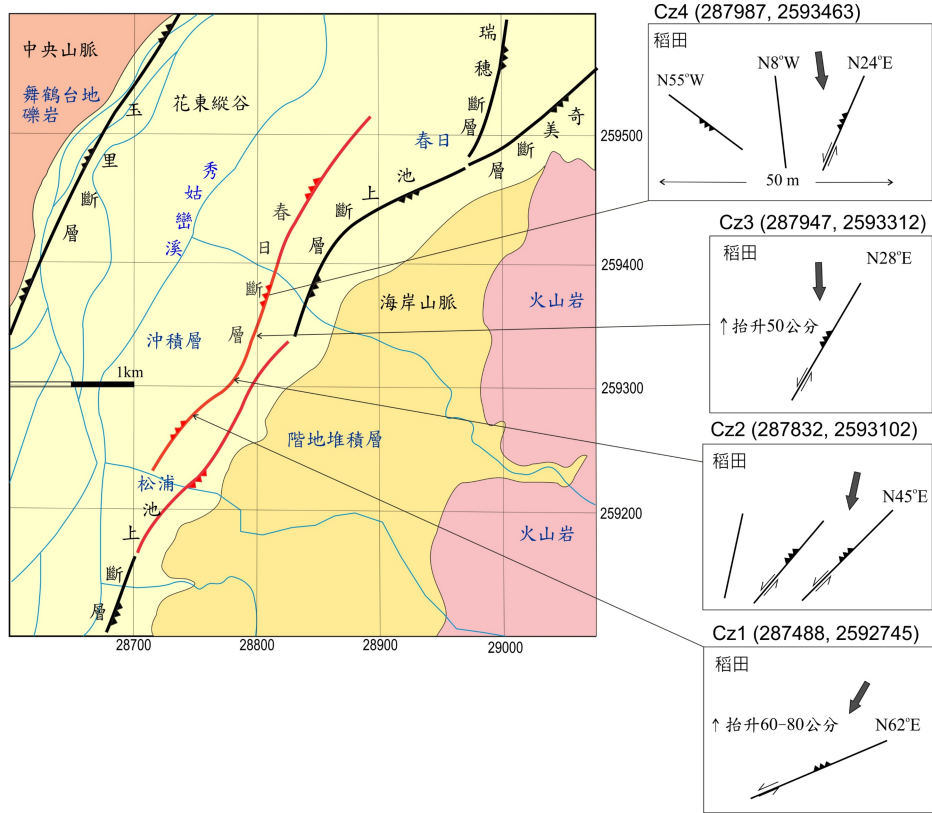 中央山脈
舞鶴台地
礫岩
玉里斷層
花東縱谷
秀姑巒溪
瑞穗斷層
奇美斷層
春日
池上斷層
春日斷層
海岸山脈
火山岩
沖積層
1km
階地堆積層
松浦
池上斷層
火山岩
259500
259400
259300
259200
28700
28800
28900
29000
Cz4 (287987, 2593463)
稻田
N55°W
N8°W
N24°E
50 m
Cz3 (287947, 2593312)
稻田
N28°E
↑抬升50公分
Cz2 (287832, 2593102)
稻田
N45°E
Cz1 (287488, 2592745)
稻田
↑抬升60-80公分
N62°E